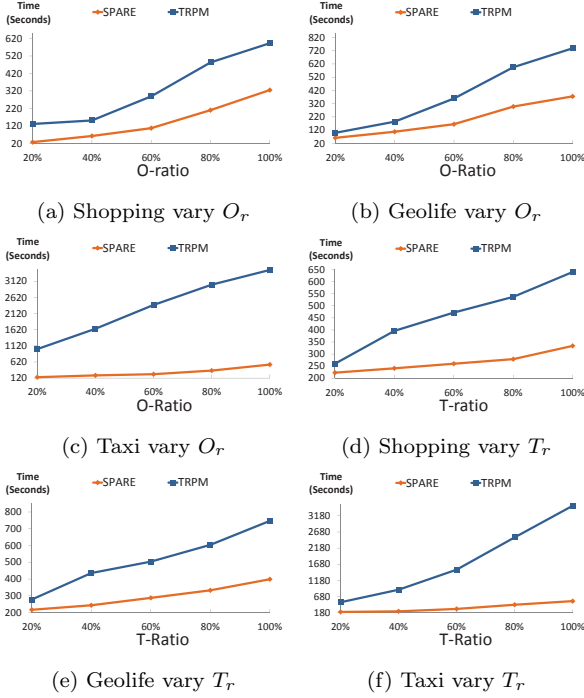 Time
(Seconds)
SPARE TRPM
620
520
420
320
220
120
20
20% 40% 60% 80% 100%
O-ratio
(a) Shopping vary O_r
Time
(Seconds)
SPARE TRPM
820
720
620
520
420
320
220
120
20
20% 40% 60% 80% 100%
O-Ratio
(b) Geolife vary O_r
Time
(Seconds)
SPARE TRPM
3120
2620
2120
1620
1120
620
120
20% 40% 60% 80% 100%
O-Ratio
(c) Taxi vary O_r
Time
(Seconds)
SPARE TRPM
650
600
550
500
450
400
350
300
250
200
20% 40% 60% 80% 100%
T-ratio
(d) Shopping vary T_r
Time
(Seconds)
SPARE TRPM
800
700
600
500
400
300
200
20% 40% 60% 80% 100%
T-Ratio
(e) Geolife vary T_r
Time
(Seconds)
SPARE TRPM
3180
2680
2180
1680
1180
680
180
20% 40% 60% 80% 100%
T-Ratio
(f) Taxi vary T_r